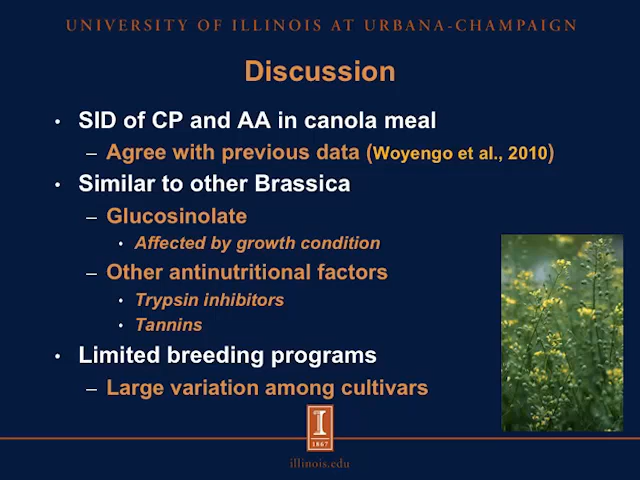 UNIVERSITY OF ILLINOIS AT URBANA-CHAMPAIGN
Discussion
• SID of CP and AA in canola meal
– Agree with previous data (Woyengo et al., 2010)
• Similar to other Brassica
– Glucosinolate
• Affected by growth condition
– Other antinutritional factors
• Trypsin inhibitors
• Tannins
• Limited breeding programs
– Large variation among cultivars
I
1867
illinois.edu